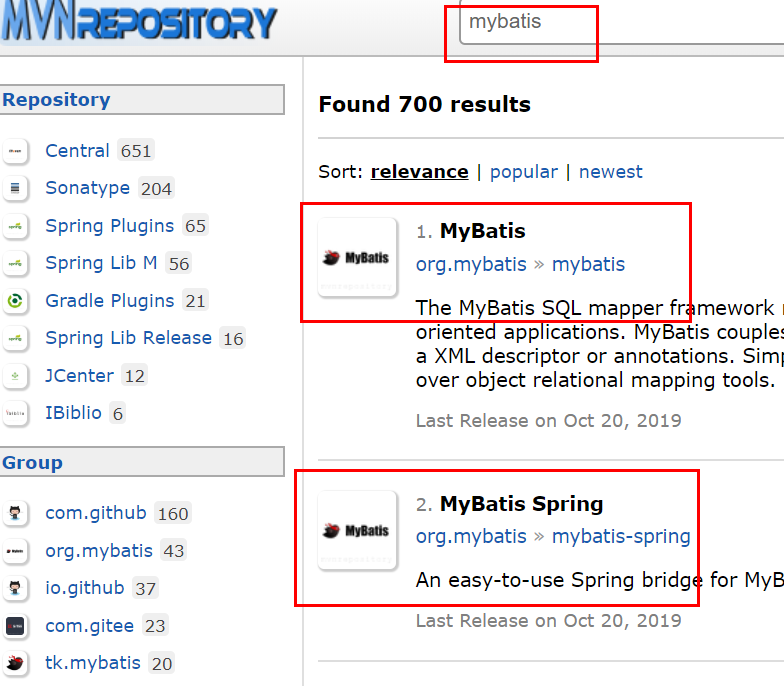 MVNREPOSITORY
mybatis
Repository
Central 651
Sonatype 204
Spring Plugins 65
Spring Lib M 56
Gradle Plugins 21
Spring Lib Release 16
JCenter 12
IBiblio 6
Group
com.github 160
org.mybatis 43
io.github 37
com.gitee 23
tk.mybatis 20
Found 700 results
Sort: relevance | popular | newest
MyBatis
1. MyBatis
org.mybatis » mybatis
The MyBatis SQL mapper framework
oriented applications. MyBatis couples
a XML descriptor or annotations. Simp
over object relational mapping tools.
Last Release on Oct 20, 2019
MyBatis
2. MyBatis Spring
org.mybatis » mybatis-spring
An easy-to-use Spring bridge for MyB
Last Release on Oct 20, 2019